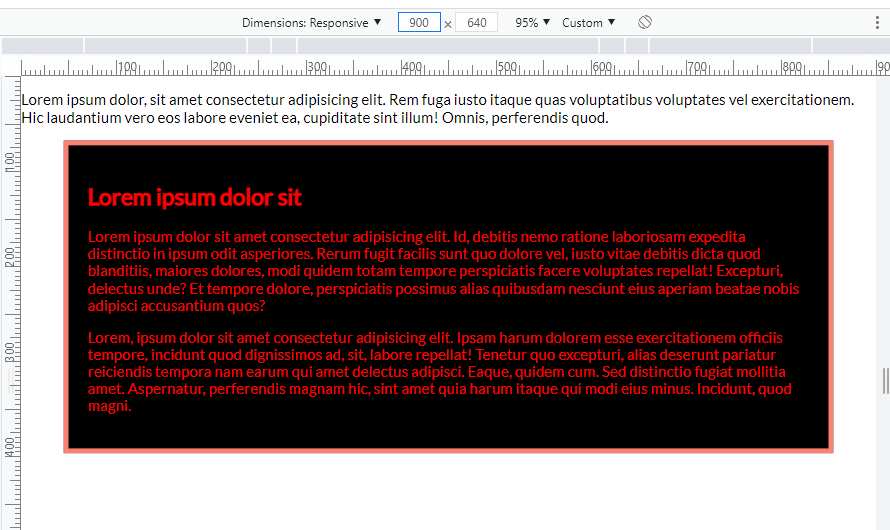 Dimensions: Responsive ▼ 900 × 640 95% ▼ Custom ▼
100 200 300 400 500 600 700 800 900
Lorem ipsum dolor, sit amet consectetur adipisicing elit. Rem fuga iusto itaque quas voluptatibus voluptates vel exercitationem.
Hic laudantium vero eos labore eveniet ea, cupiditate sint illum! Omnis, perferendis quod.
100
200
300
400
Lorem ipsum dolor sit
Lorem ipsum dolor sit amet consectetur adipisicing elit. Id, debitis nemo ratione laboriosam expedita
distinctio in ipsum odit asperiores. Rerum fugit facilis sunt quo dolore vel, iusto vitae debitis dicta quod
blanditiis, maiores dolores, modi quidem totam tempore perspiciatis facere voluptates repellat! Excepturi,
delectus unde? Et tempore dolore, perspiciatis possimus alias quibusdam nesciunt eius aperiam beatae nobis
adipisci accusantium quos?
Lorem, ipsum dolor sit amet consectetur adipisicing elit. Ipsam harum dolorem esse exercitationem officiis
tempore, incidunt quod dignissimos ad, sit, labore repellat! Tenetur quo excepturi, alias deserunt pariatur
reiciendis tempora nam earum qui amet delectus adipisci. Eaque, quidem cum. Sed distinctio fugiat mollitia
amet. Aspernatur, perferendis magnam hic, sint amet quia harum itaque qui modi eius minus. Incidunt, quod
magni.